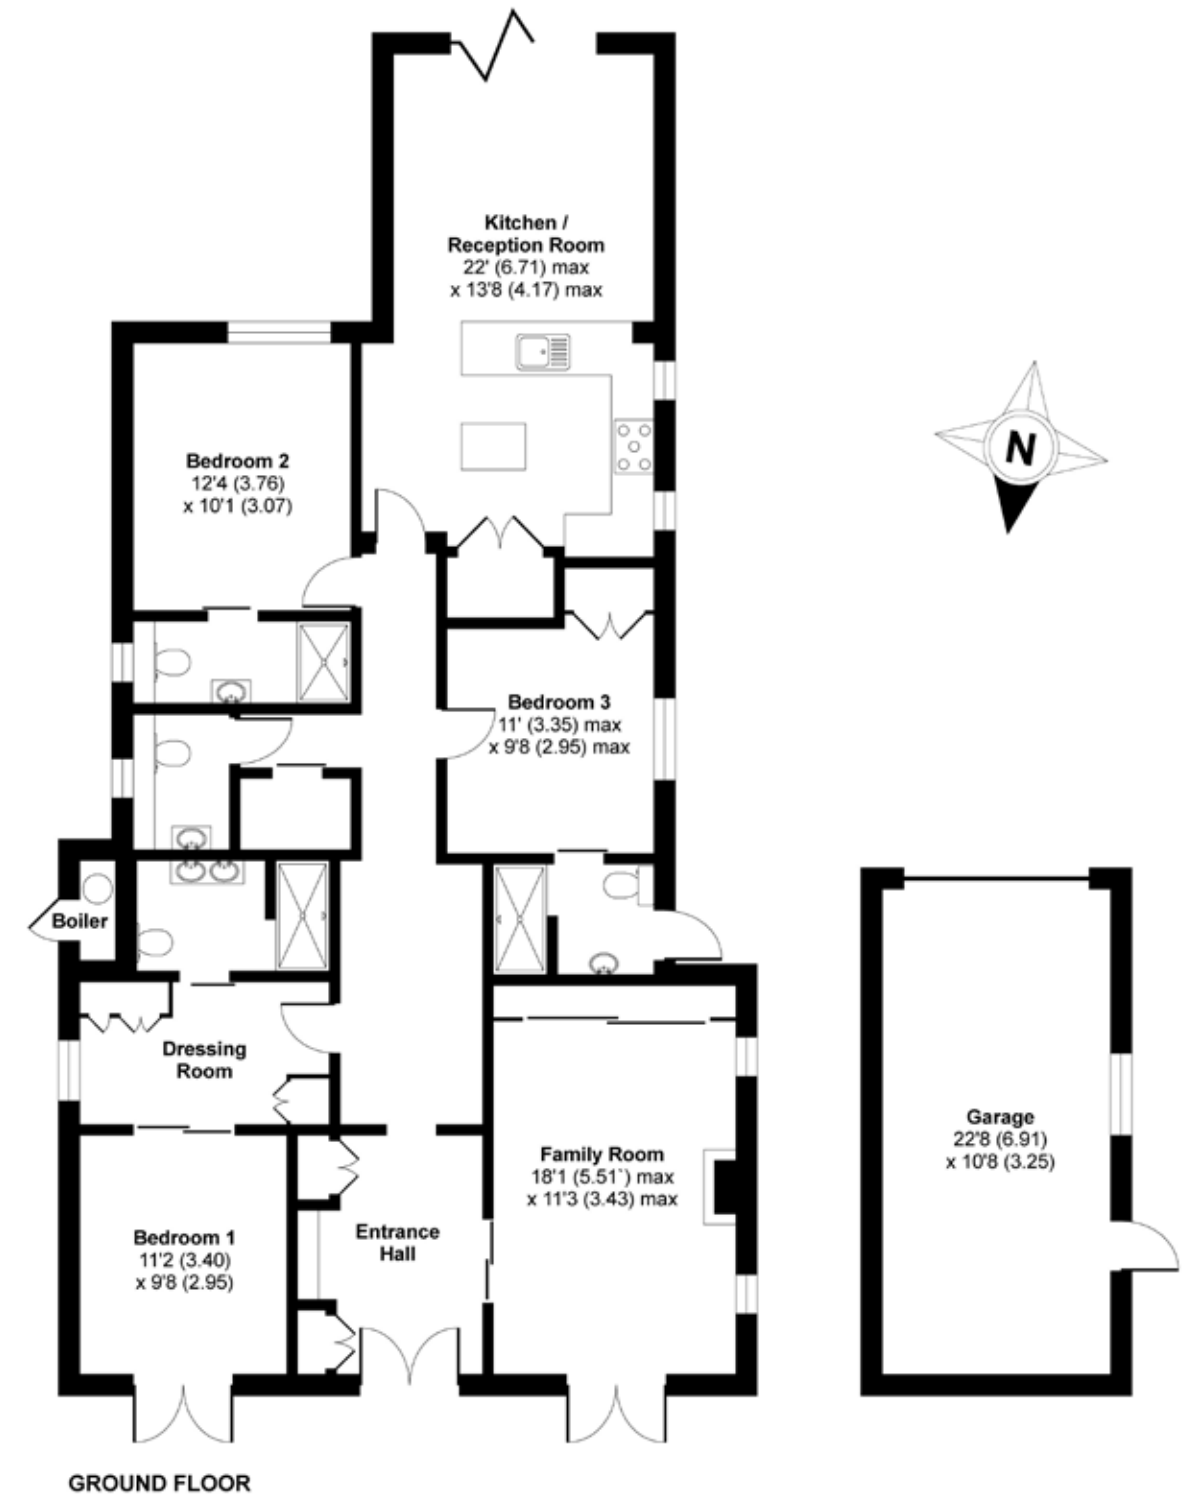 Kitchen /
Reception Room
22' (6.71) max
x 13'8 (4.17) max
Bedroom 2
12'4 (3.76)
x 10'1 (3.07)
N
Bedroom 3
11' (3.35) max
x 9'8 (2.95) max
Boiler
Dressing
Room
Family Room
18'1 (5.51`) max
x 11'3 (3.43) max
Garage
22'8 (6.91)
x 10'8 (3.25)
Bedroom 1
11'2 (3.40)
x 9'8 (2.95)
Entrance
Hall
GROUND FLOOR